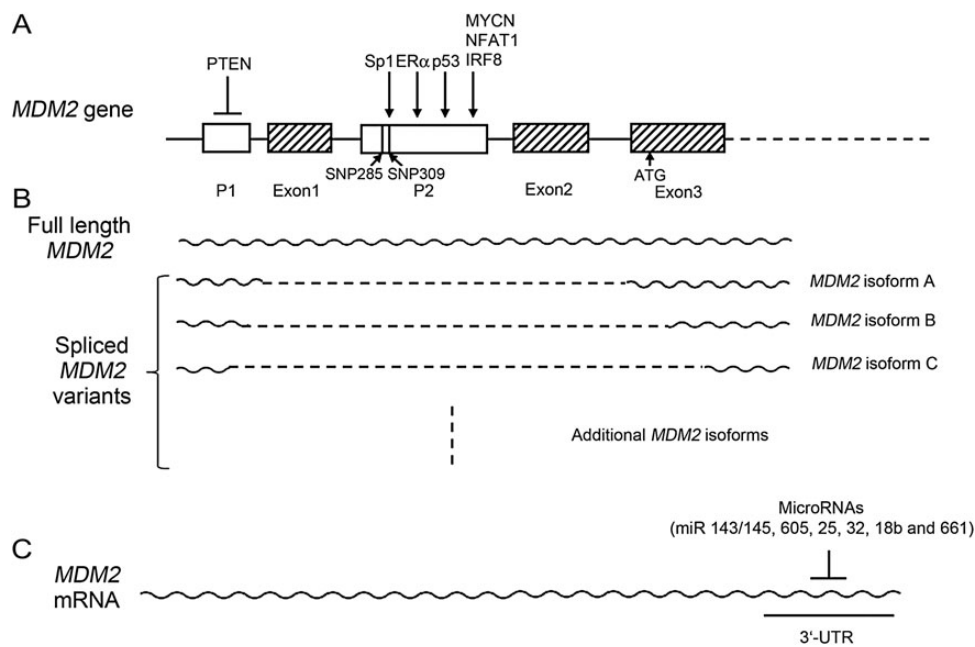 A
MDM2 gene
PTEN
Sp1
ERα
p53
MYCN
NFAT1
IRF8
SNP285
SNP309
ATG
P1
Exon1
P2
Exon2
Exon3
B
Full length
MDM2
MDM2 isoform A
MDM2 isoform B
MDM2 isoform C
Spliced
MDM2
variants
Additional MDM2 isoforms
C
MicroRNAs
(miR 143/145, 605, 25, 32, 18b and 661)
MDM2
mRNA
3'-UTR